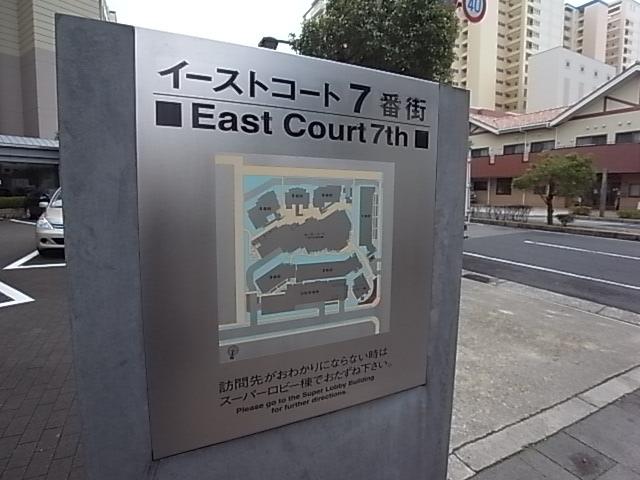 イーストコート 7 番街
■ East Court 7th ■
訪問先がおわかりにならない時は
スーパーロビー棟でおたずね下さい。
Please go to the Super Lobby Building
for further directions.
40